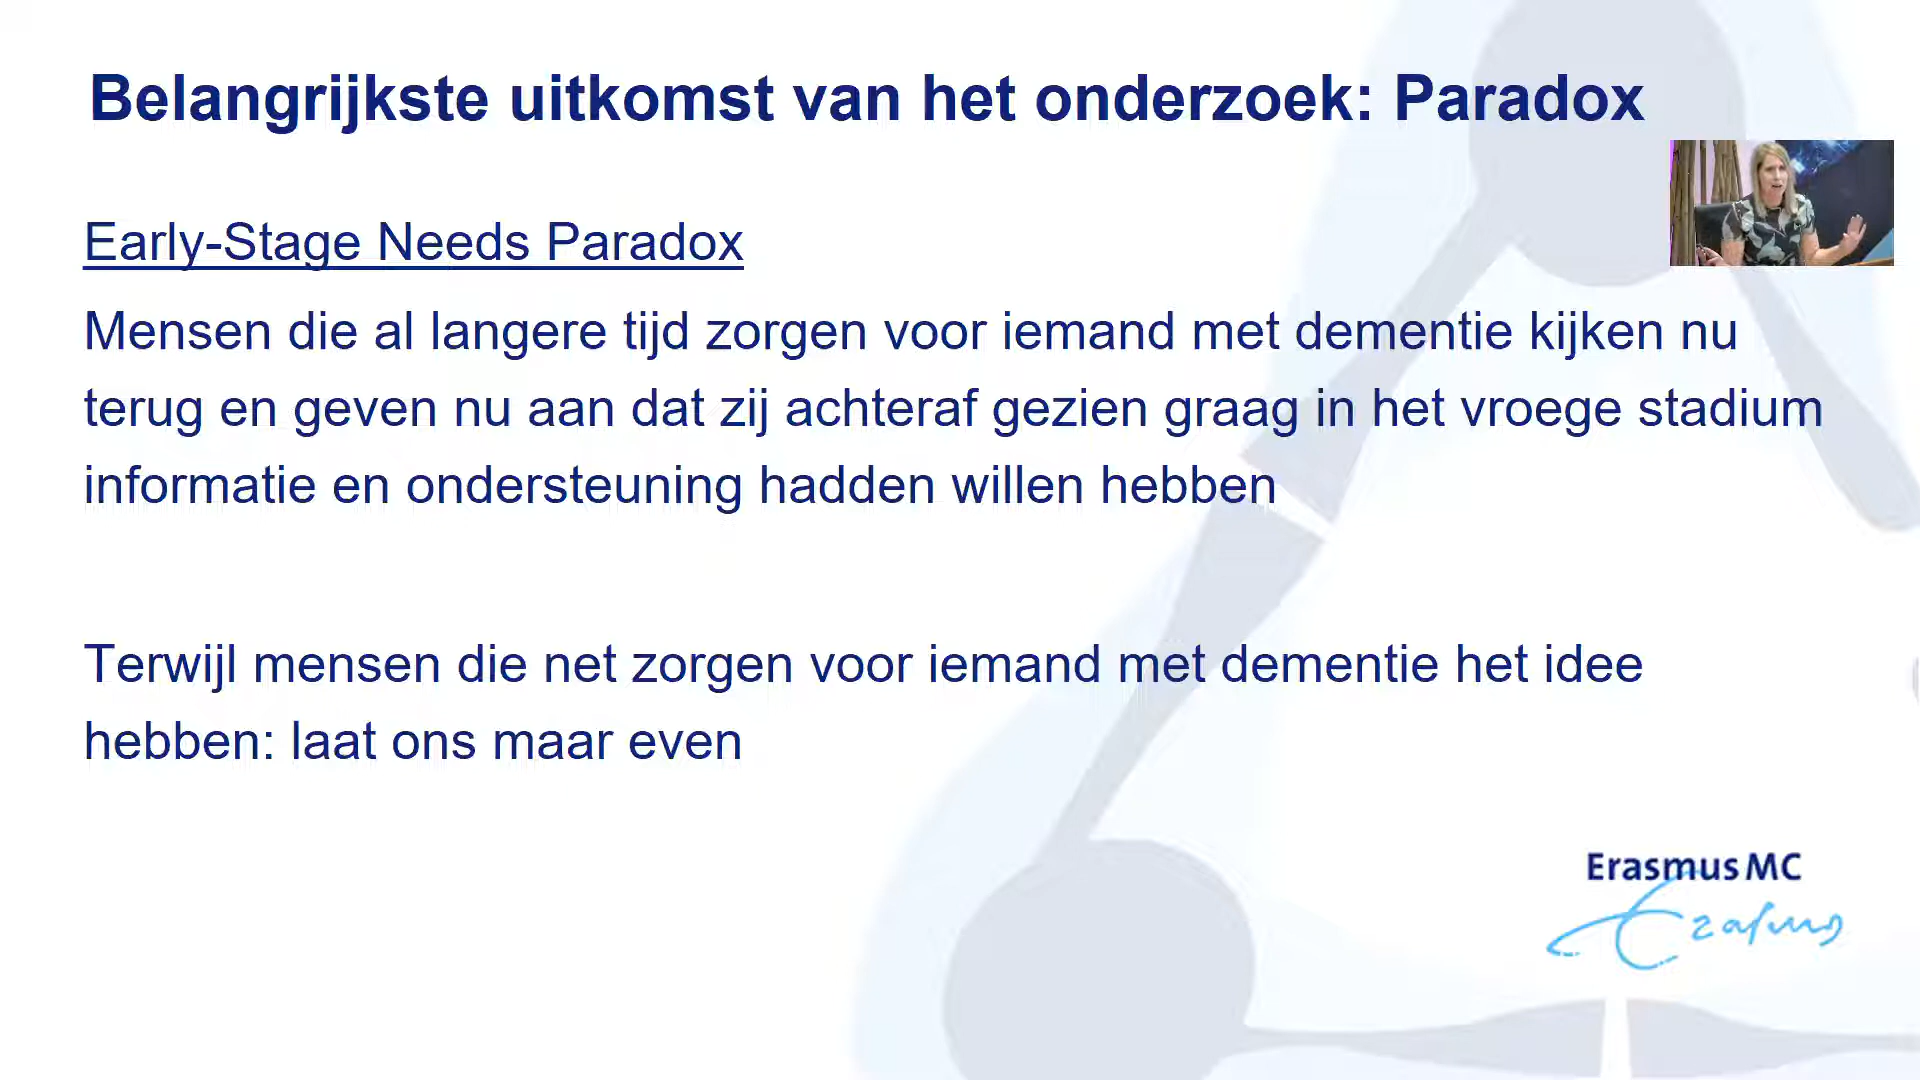 Belangrijkste uitkomst van het onderzoek: Paradox
Early-Stage Needs Paradox
Mensen die al langere tijd zorgen voor iemand met dementie kijken nu
terug en geven nu aan dat zij achteraf gezien graag in het vroege stadium
informatie en ondersteuning hadden willen hebben
Terwijl mensen die net zorgen voor iemand met dementie het idee
hebben: laat ons maar even
Erasmus MC
Erasmus